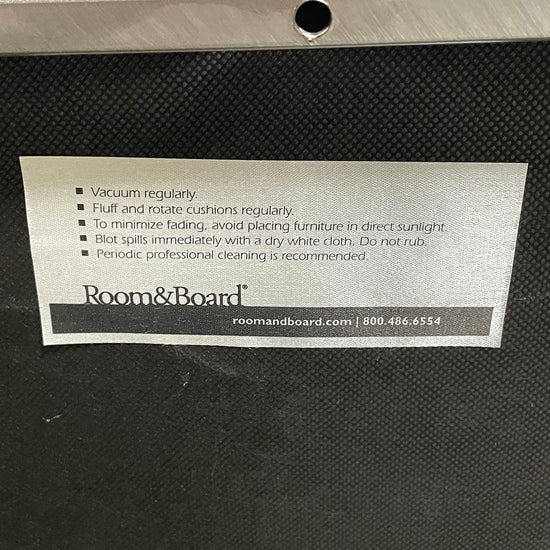 ■ Vacuum regularly.
■ Fluff and rotate cushions regularly.
■ To minimize fading, avoid placing furniture in direct sunlight.
■ Blot spills immediately with a dry white cloth. Do not rub.
■ Periodic professional cleaning is recommended.
Room&Board®
roomandboard.com | 800.486.6554